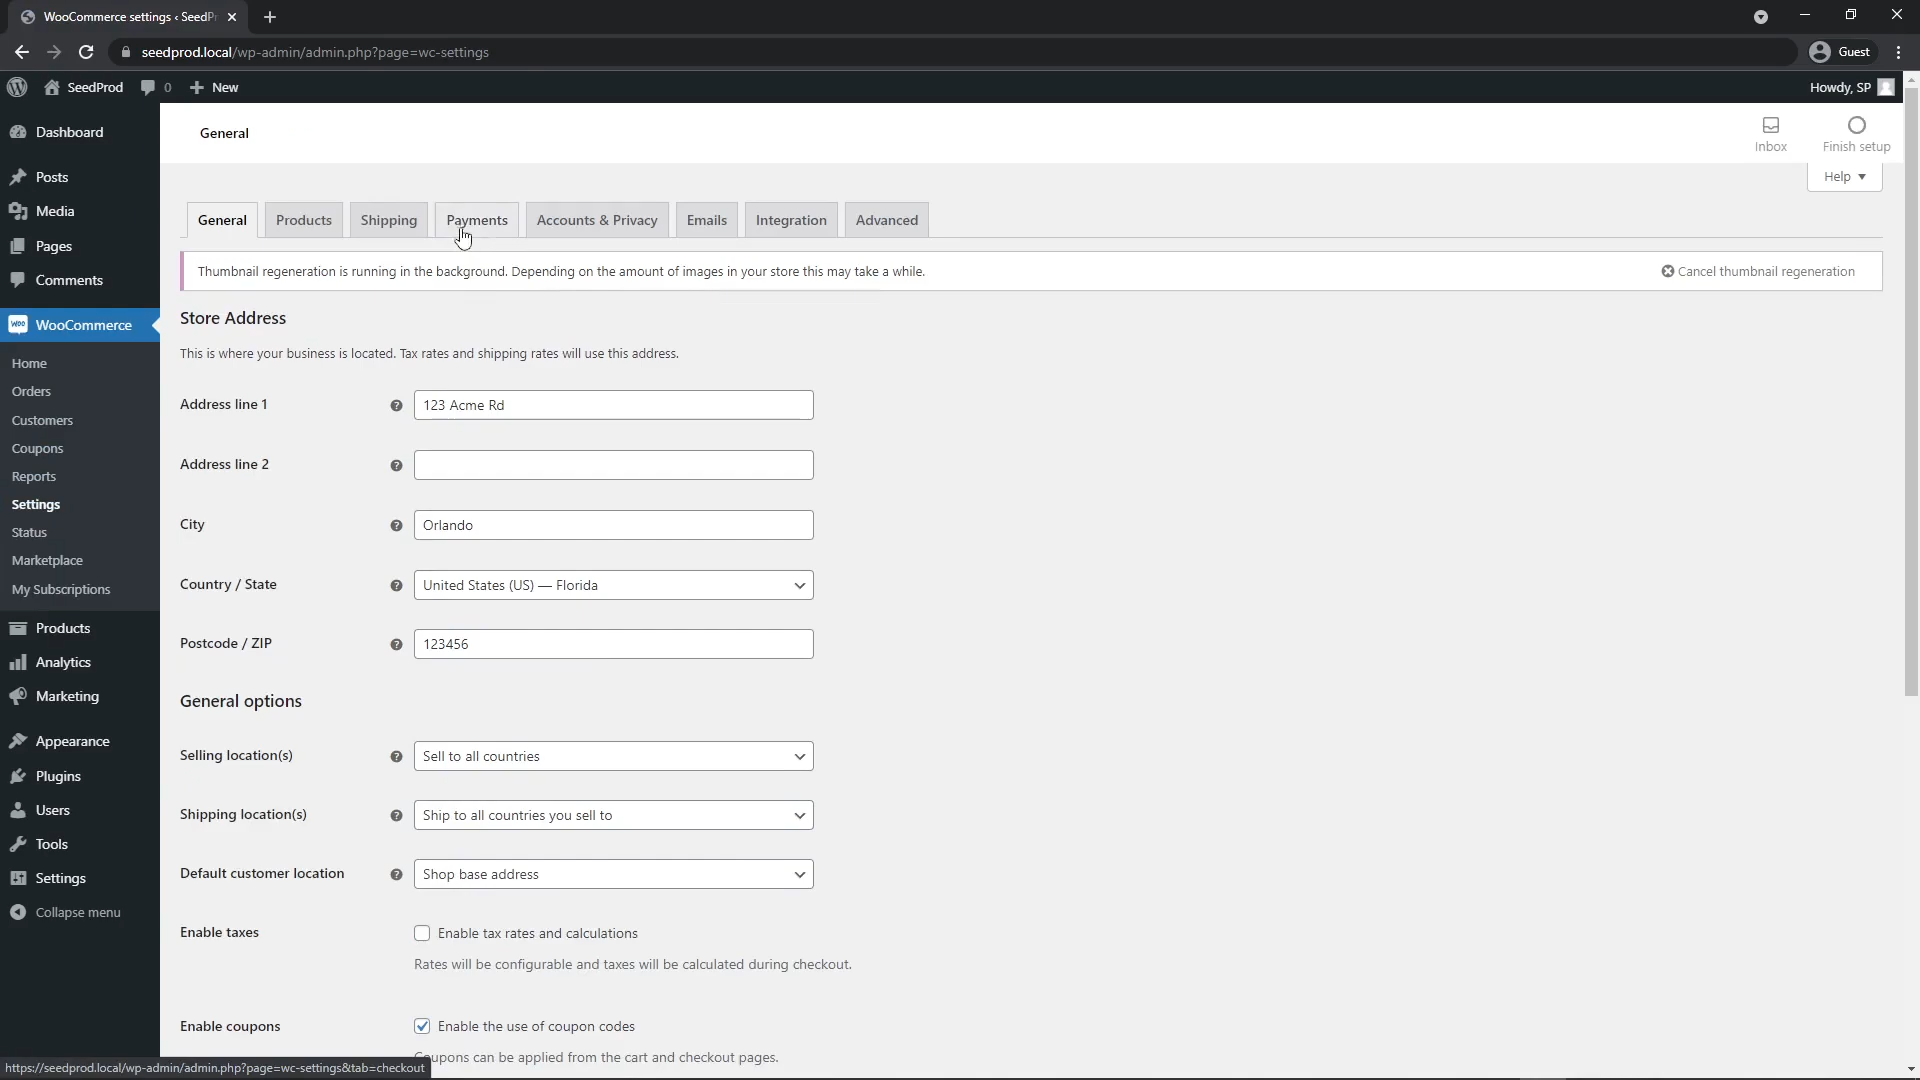 WooCommerce settings ‹ SeedPr
seedprod.local/wp-admin/admin.php?page=wc-settings
Guest
SeedProd
0
New
Howdy, SP
Dashboard
Posts
Media
Pages
Comments
WooCommerce
Home
Orders
Customers
Coupons
Reports
Settings
Status
Marketplace
My Subscriptions
Products
Analytics
Marketing
Appearance
Plugins
Users
Tools
Settings
Collapse menu
General
Inbox
Finish setup
Help
General Products Shipping Payments Accounts & Privacy Emails Integration Advanced
Thumbnail regeneration is running in the background. Depending on the amount of images in your store this may take a while.
Cancel thumbnail regeneration
Store Address
This is where your business is located. Tax rates and shipping rates will use this address.
Address line 1
123 Acme Rd
Address line 2
City
Orlando
Country / State
United States (US) — Florida
Postcode / ZIP
123456
General options
Selling location(s)
Sell to all countries
Shipping location(s)
Ship to all countries you sell to
Default customer location
Shop base address
Enable taxes
Enable tax rates and calculations
Rates will be configurable and taxes will be calculated during checkout.
Enable coupons
Enable the use of coupon codes
Coupons can be applied from the cart and checkout pages.
https://seedprod.local/wp-admin/admin.php?page=wc-settings&tab=checkout